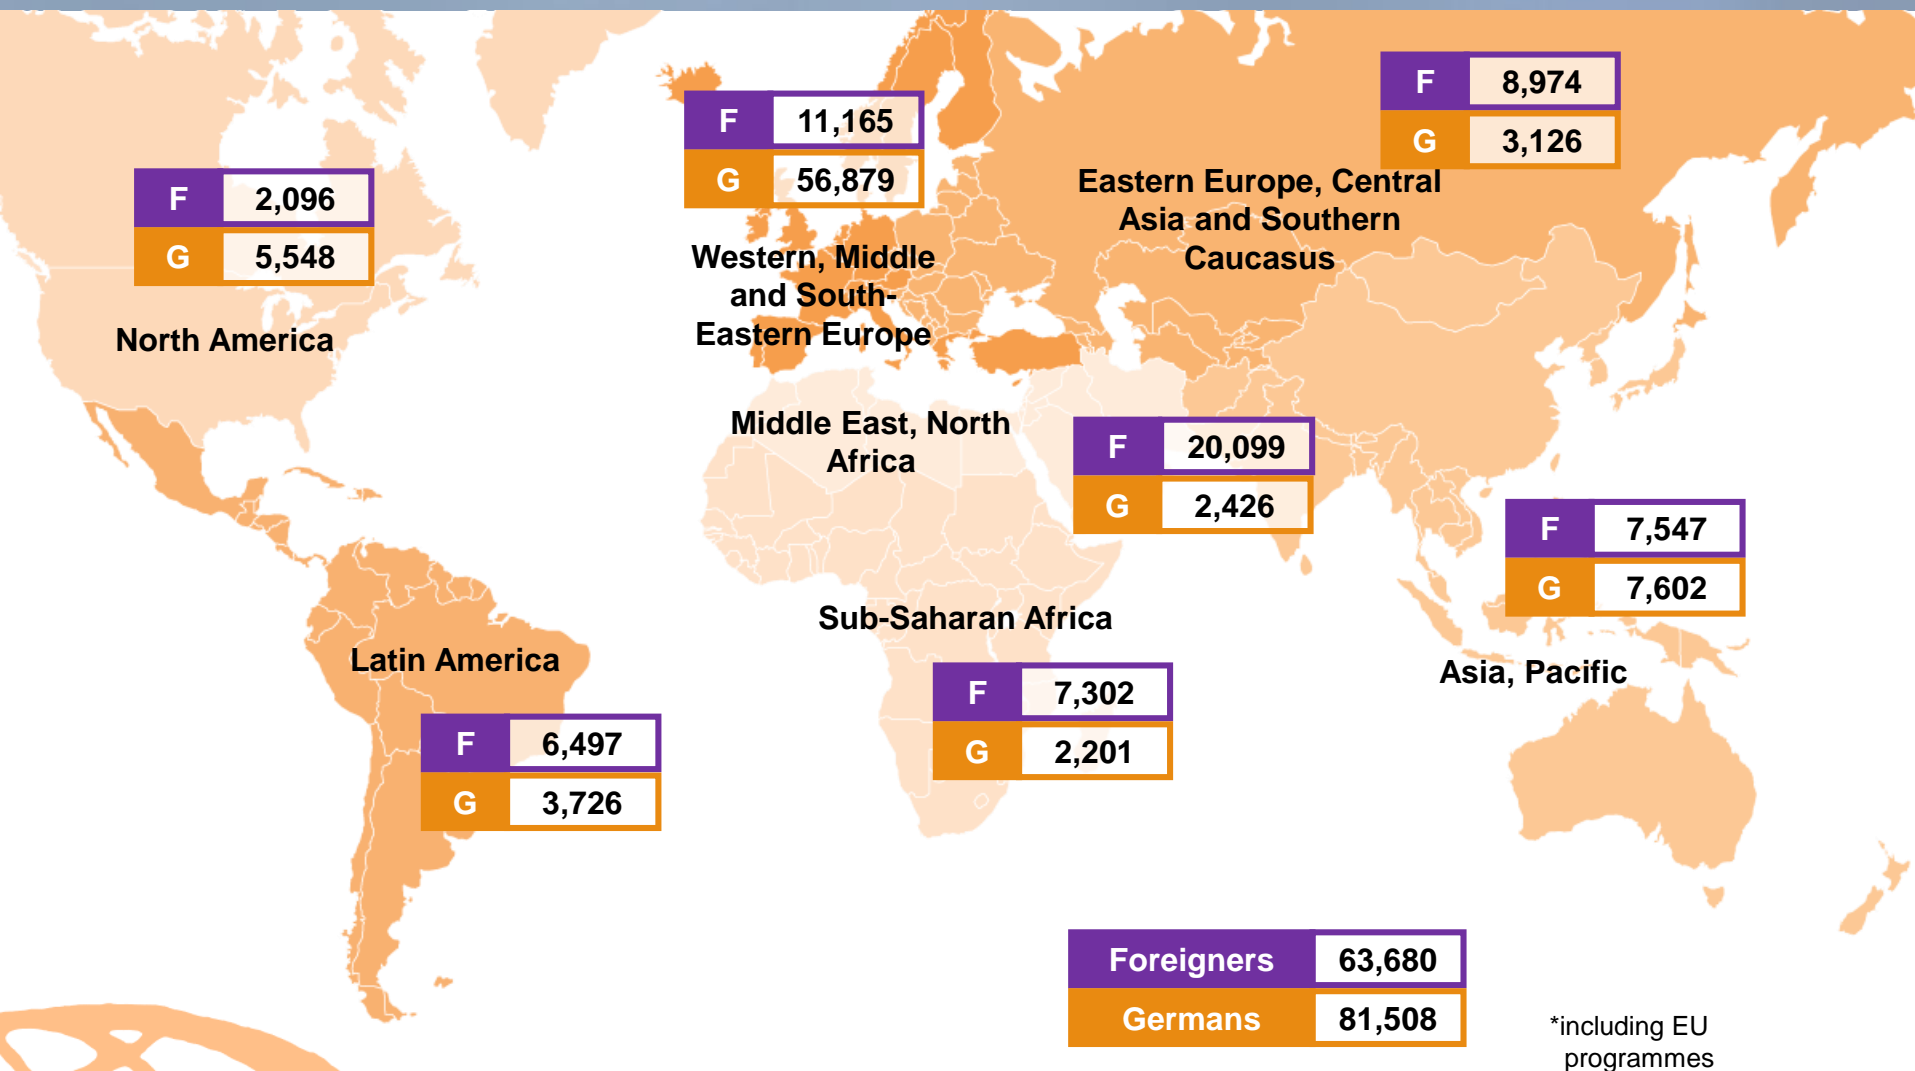 F 8,974
G 3,126
F 11,165
G 56,879
Eastern Europe, Central
Asia and Southern
Caucasus
F 2,096
G 5,548
Western, Middle
and South-
Eastern Europe
North America
Middle East, North
Africa
F 20,099
G 2,426
F 7,547
G 7,602
Sub-Saharan Africa
Latin America
Asia, Pacific
F 7,302
G 2,201
F 6,497
G 3,726
Foreigners 63,680
Germans 81,508
*including EU
programmes